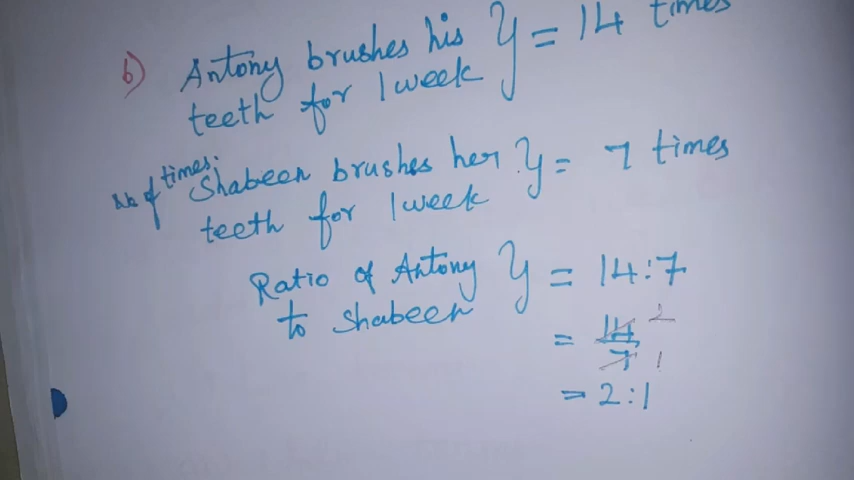 b) Antony brushes his } = 14 times
teeth for 1 week
No of times. Shabeen brushes her } = 7 times
teeth for 1 week
Ratio of Antony } = 14:7
to Shabeen
= 14/7 2/1
= 2:1